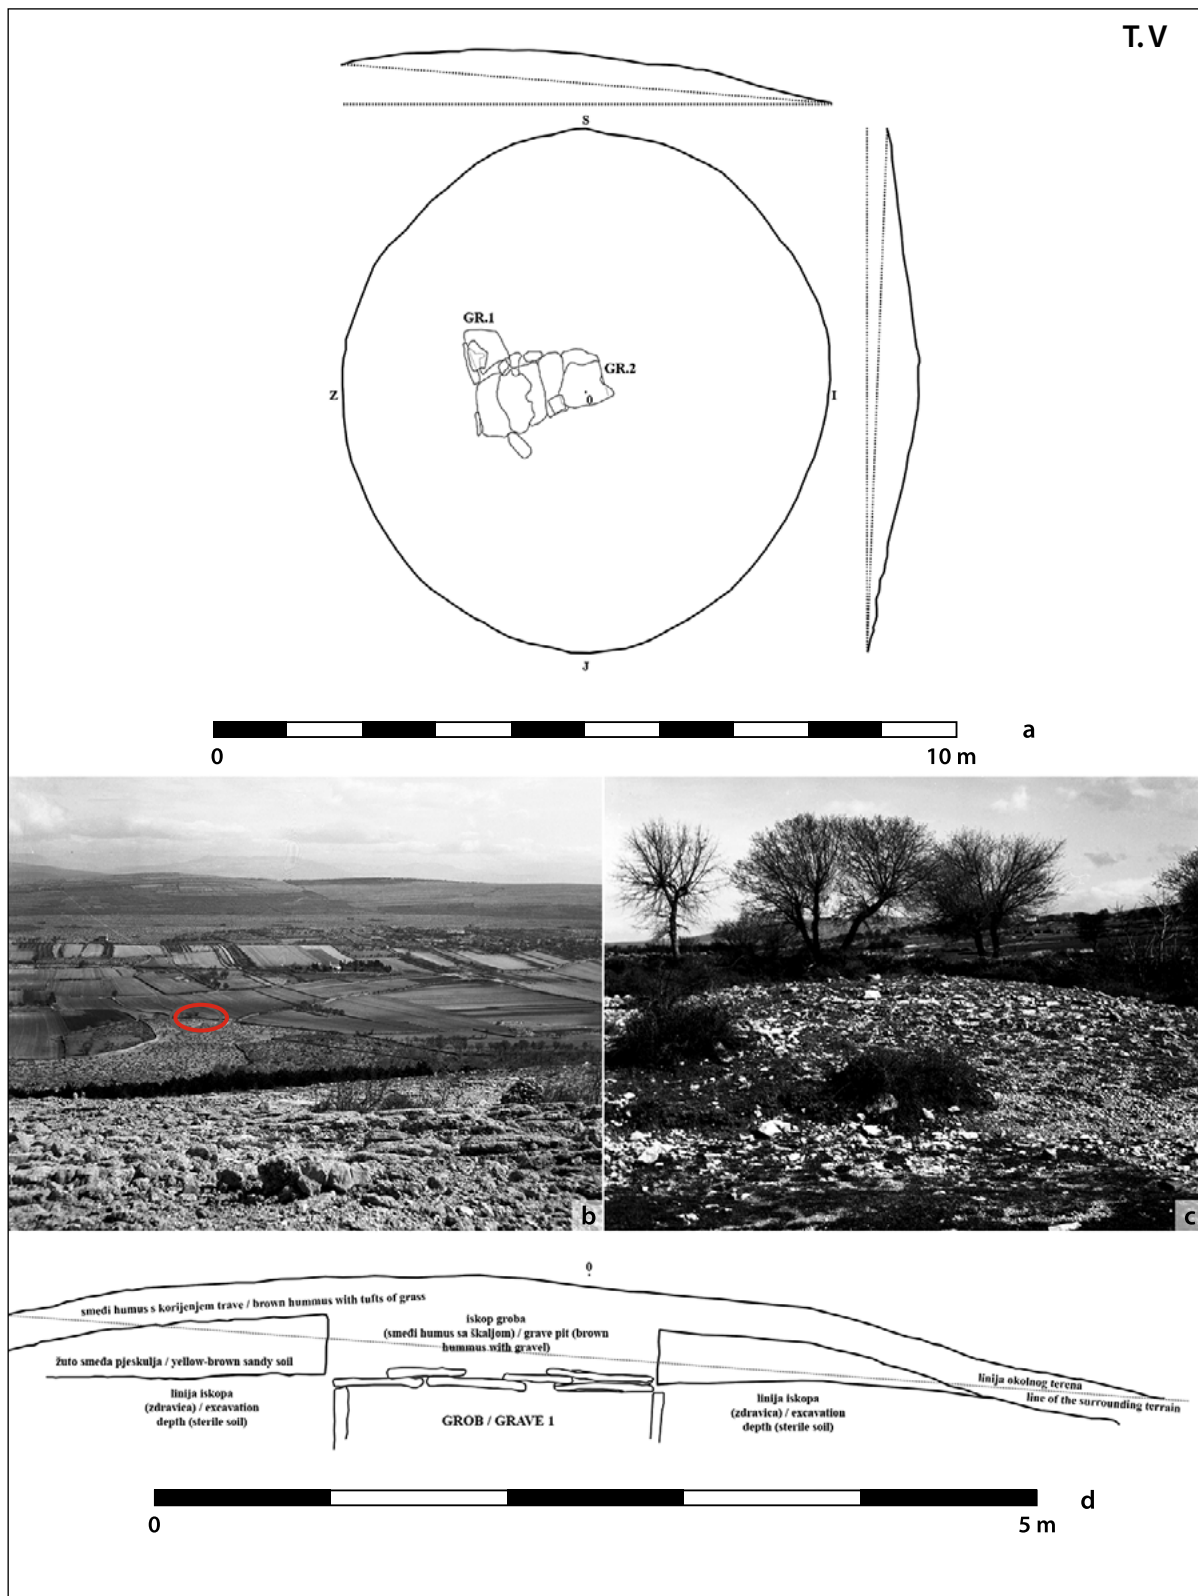 T. V
S
GR.1
GR.2
Z
0
I
J
0
10 m
a
b
c
0
smeđi humus s korijenjem trave / brown hummus with tufts of grass
iskop groba
(smeđi humus sa škaljom) / grave pit (brown
hummus with gravel)
žuto smeđa pjeskulja / yellow-brown sandy soil
linija okolnog terena
line of the surrounding terrain
linija iskopa
(zdravica) / excavation
depth (sterile soil)
GROB / GRAVE 1
linija iskopa
(zdravica) / excavation
depth (sterile soil)
d
0
5 m